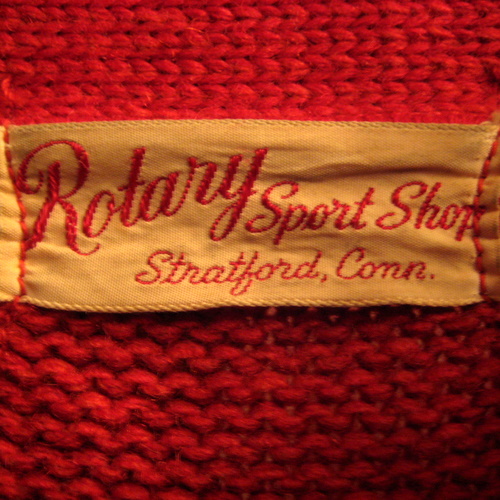 Rotary Sport Shop
Stratford, Conn.